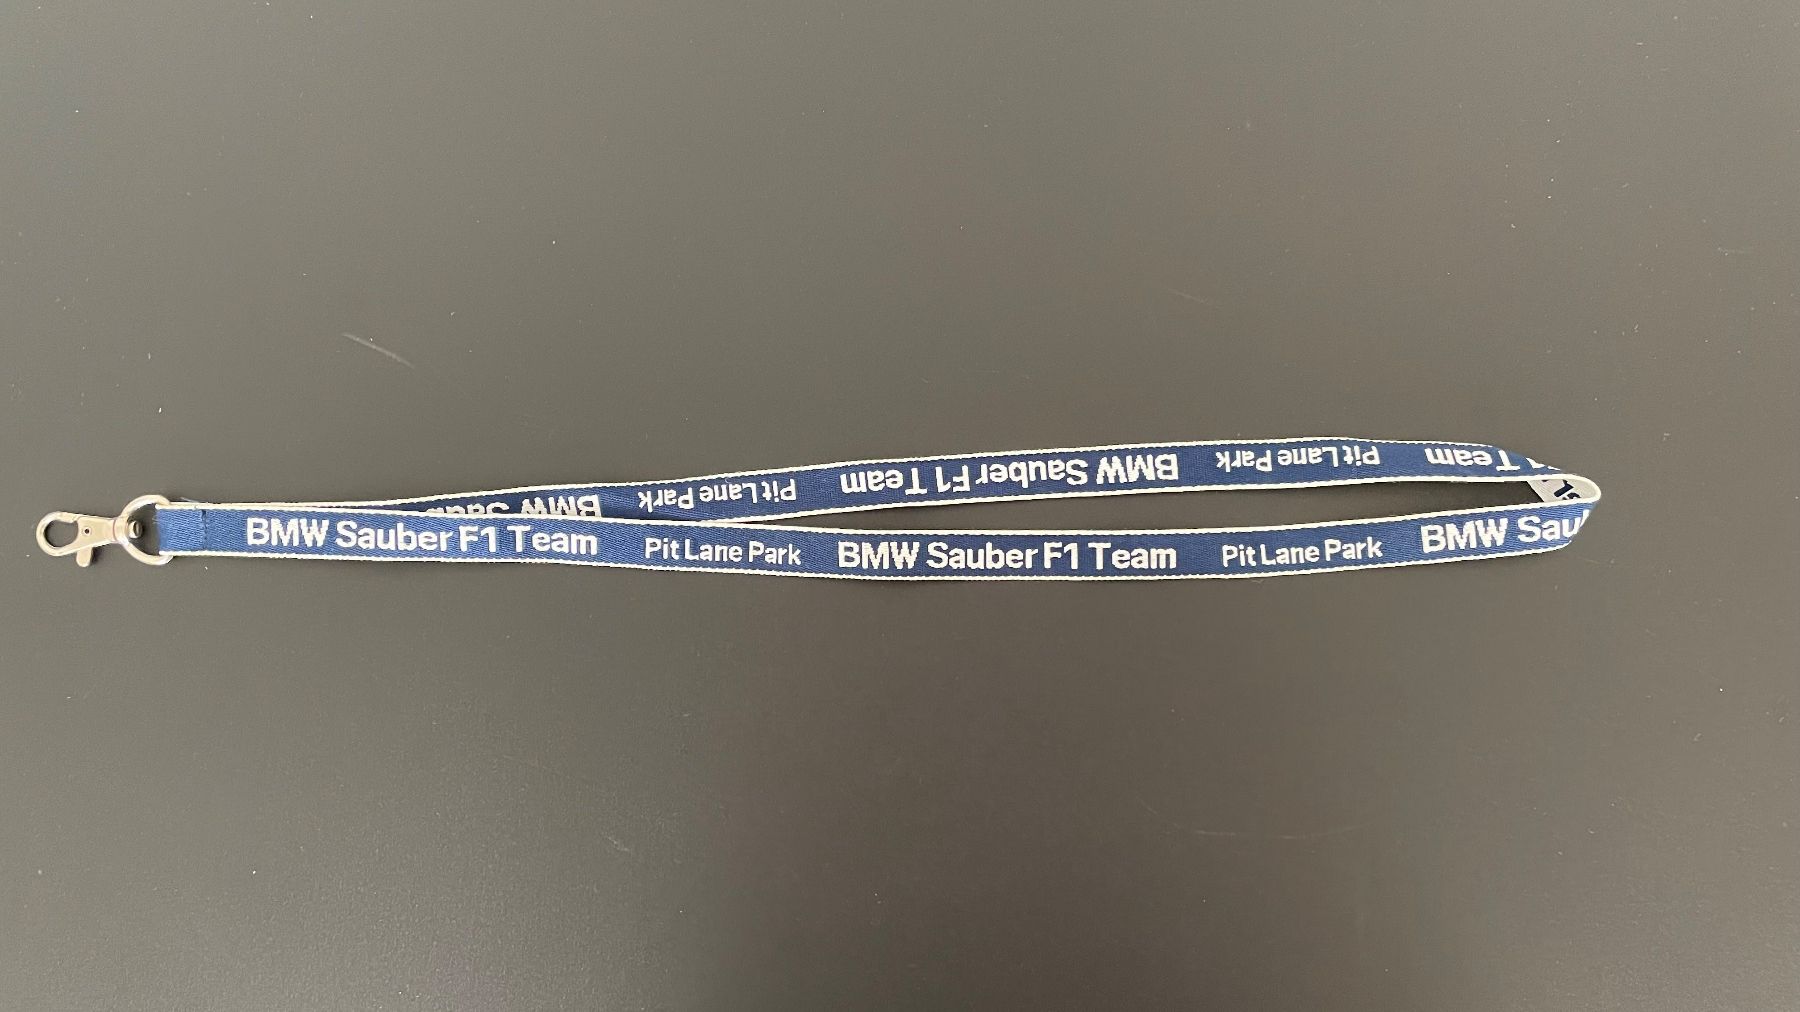 BMW Sauber F1 Team Pit Lane Park BMW Sauber F1 Team Pit Lane Park BMW Sau
F1 Team Pit Lane Park BMW Sauber F1 Team Pit Lane Park BMW Sau